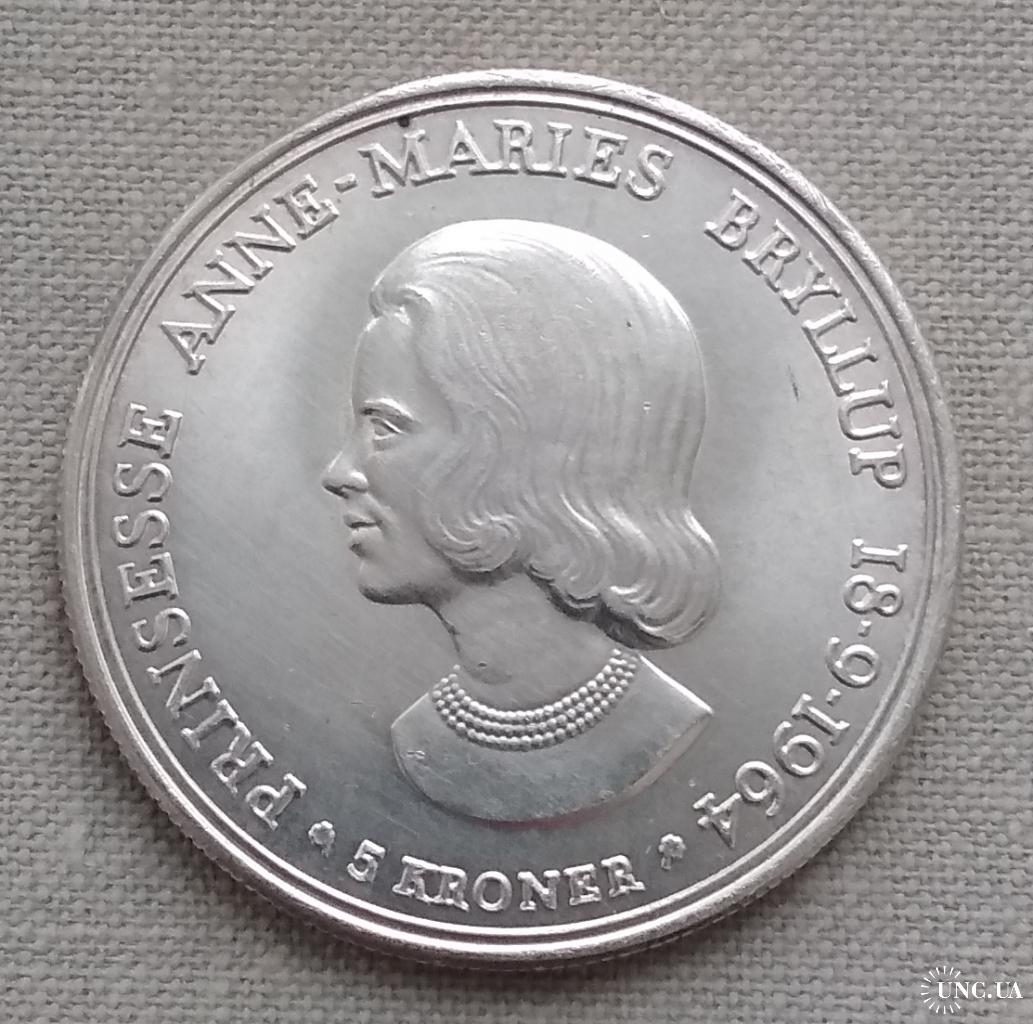 PRINSESSE ANNE-MARIES BRYLLUP 18-9-1964
5 KRONER
UNC.UA